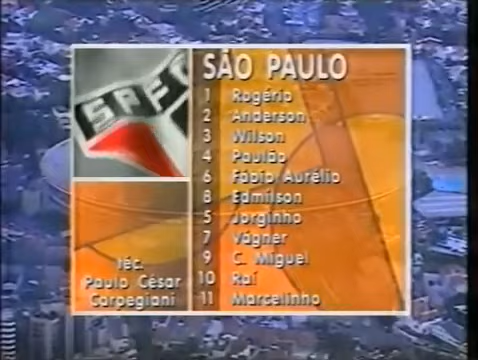 SPFC
SÃO PAULO
1 Rogério
2 Anderson
3 Wilson
4 Paulão
6 Fábio Aurélio
8 Edmilson
5 Jorginho
7 Vágner
9 C. Miguel
10 Raí
11 Marcelinho
téc.
Paulo César
Carpegiani